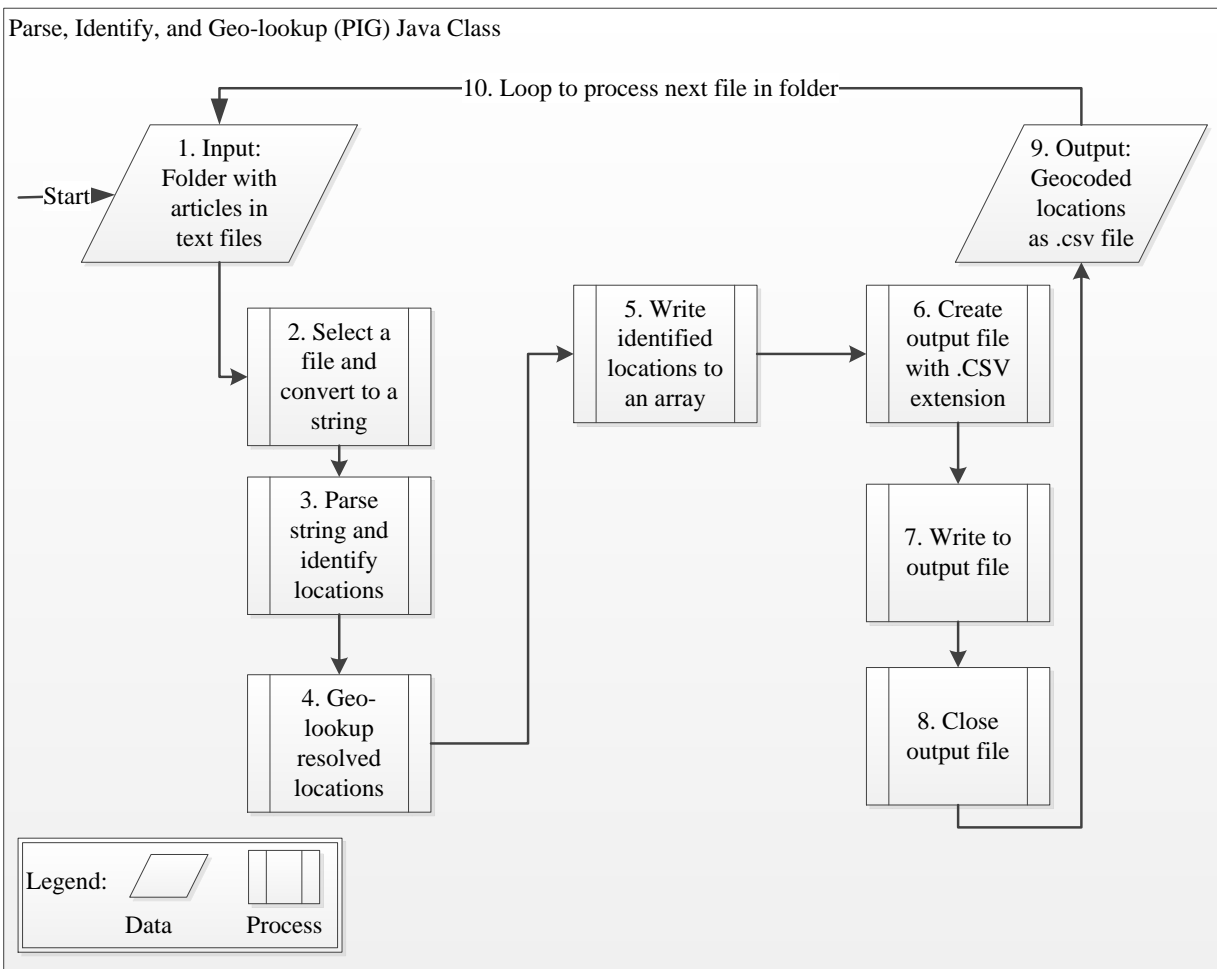 Parse, Identify, and Geo-lookup (PIG) Java Class
10. Loop to process next file in folder
Start
1. Input:
Folder with
articles in
text files
2. Select a
file and
convert to a
string
3. Parse
string and
identify
locations
4. Geo-
lookup
resolved
locations
5. Write
identified
locations to
an array
6. Create
output file
with .CSV
extension
7. Write to
output file
8. Close
output file
9. Output:
Geocoded
locations
as .csv file
Legend:
Data
Process